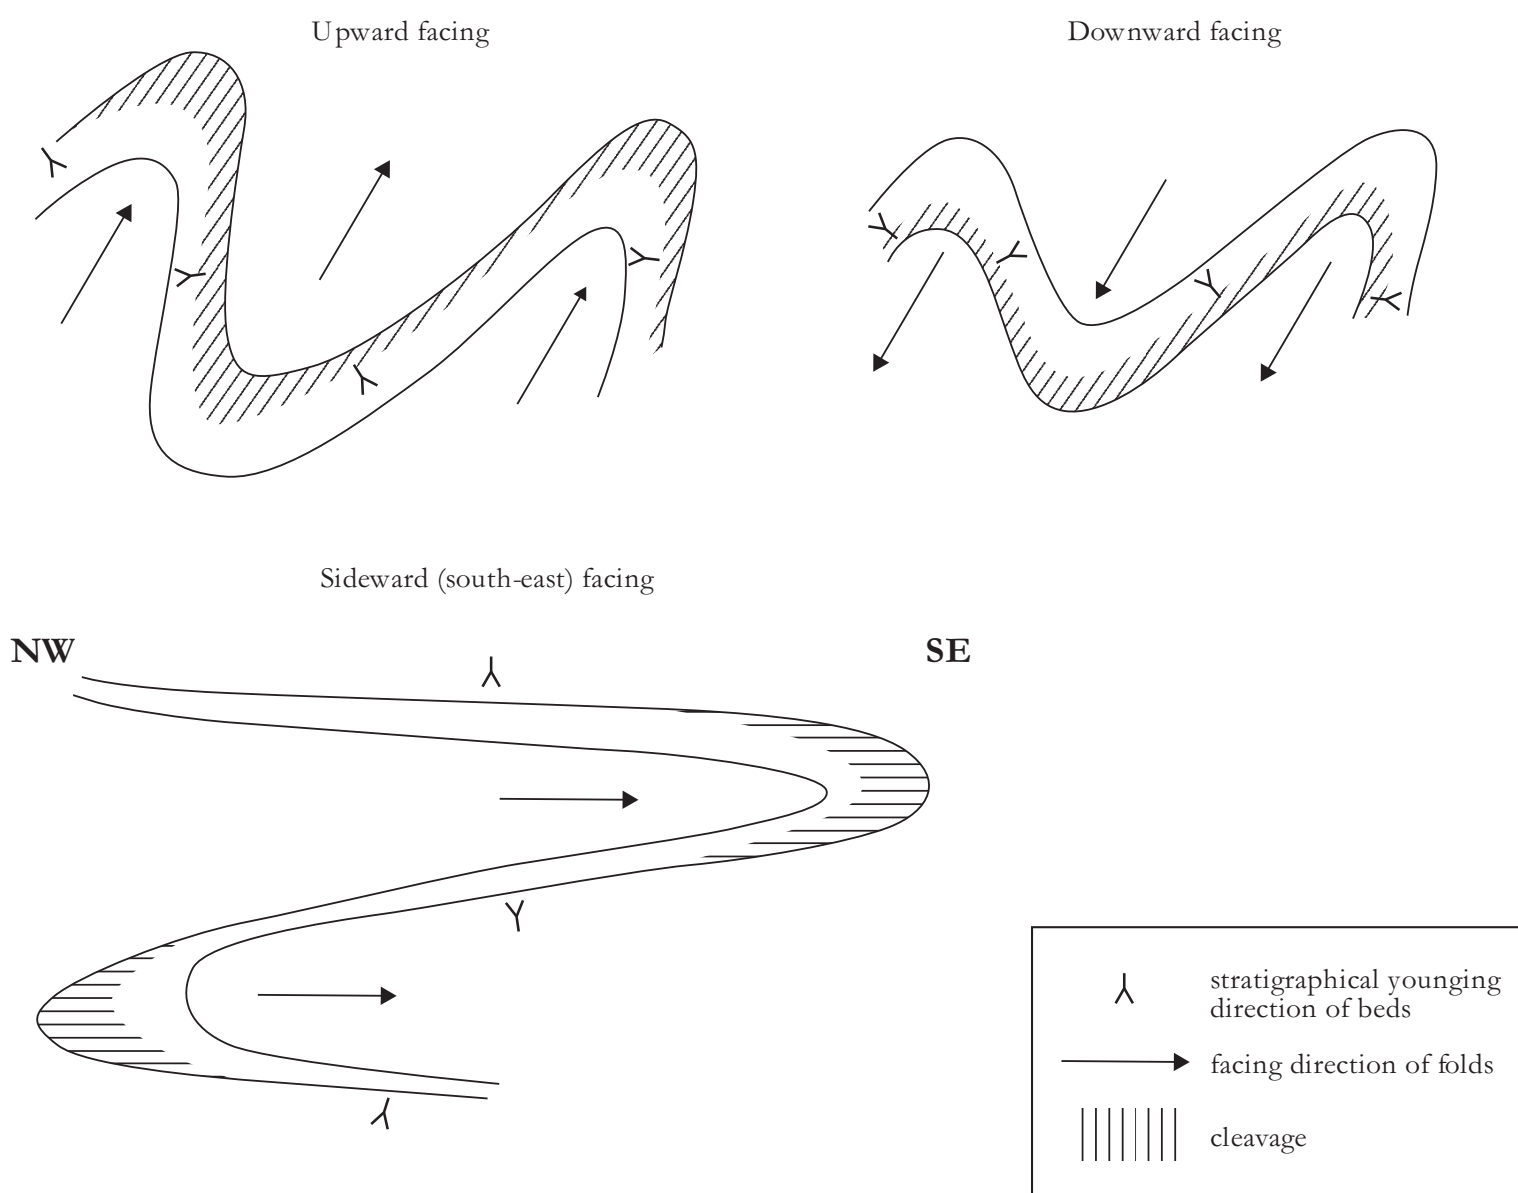 Upward facing
Downward facing
Sideward (south-east) facing
NW
SE
stratigraphical younging
direction of beds
facing direction of folds
cleavage